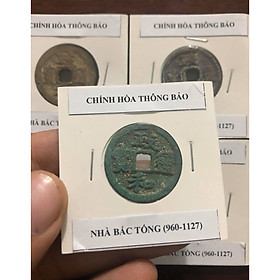 CHÍNH HÒA THÔNG BẢO
CHÍNH HÒA THÔNG BẢO
CHÍNH HÒA THÔNG BẢO
NHÀ BẮC TỐNG (960-1127)
NHÀ BẮC
-1127)
TỐNG (960-1127)